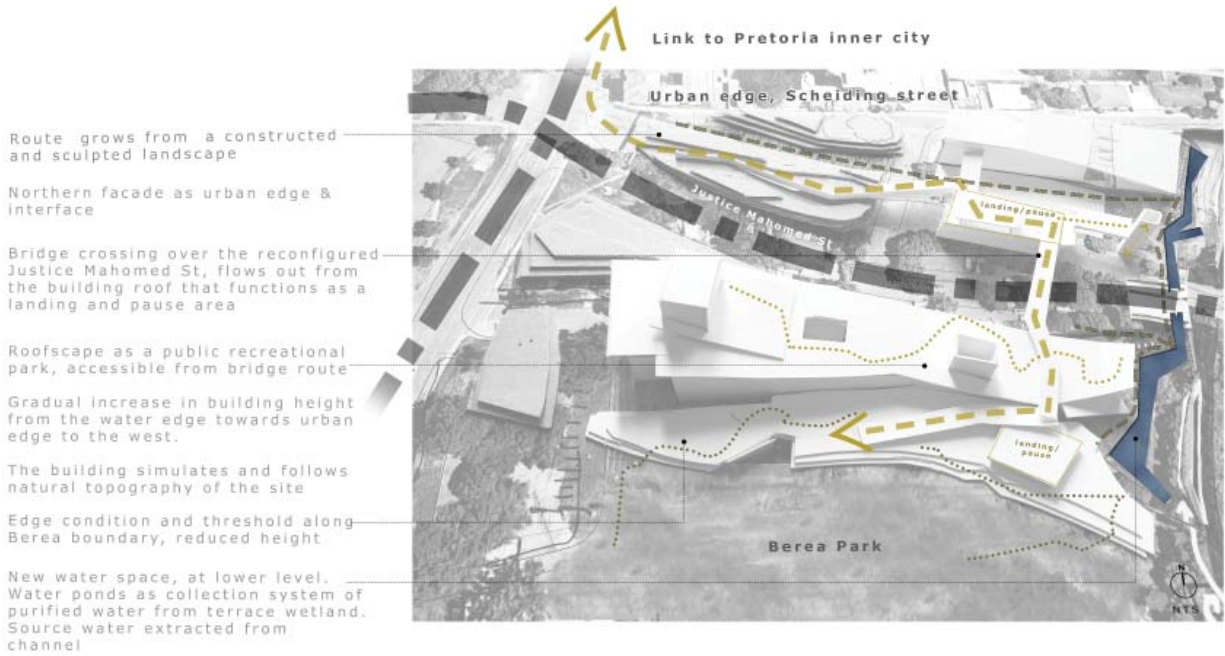 Link to Pretoria inner city
Urban edge, Scheiding street
Route grows from a constructed
and sculpted landscape
Northern facade as urban edge &
interface
Bridge crossing over the reconfigured
Justice Mahomed St, flows out from
the building roof that functions as a
landing and pause area
Roofscape as a public recreational
park, accessible from bridge route
Gradual increase in building height
from the water edge towards urban
edge to the west.
The building simulates and follows
natural topography of the site
Edge condition and threshold along
Berea boundary, reduced height
New water space, at lower level.
Water ponds as collection system of
purified water from terrace wetland.
Source water extracted from
channel
Justice Mahomed St
landing/pause
landing/
pause
Berea Park
N
NTS